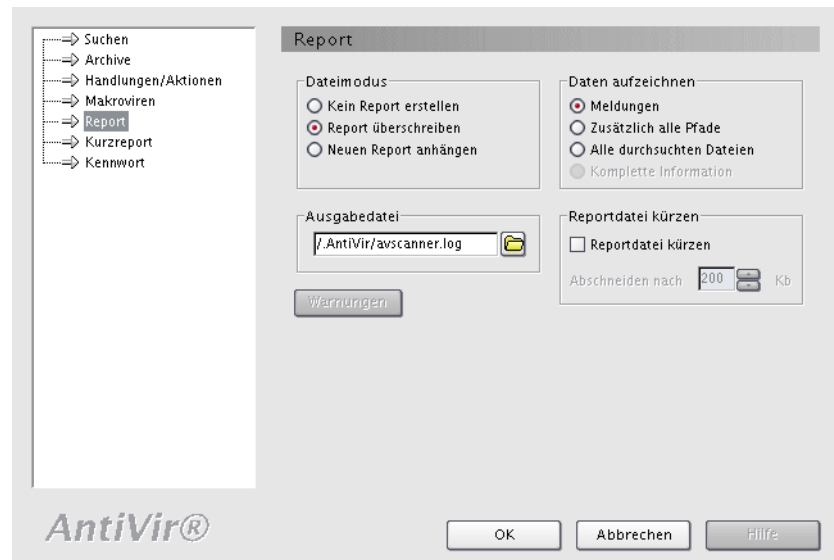 Suchen
Archive
Handlungen/Aktionen
Makroviren
Report
Kurzreport
Kennwort
AntiVir®
Report
Dateimodus
Kein Report erstellen
Report überschreiben
Neuen Report anhängen
Daten aufzeichnen
Meldungen
Zusätzlich alle Pfade
Alle durchsuchten Dateien
Komplette Information
Ausgabedatei
/.AntiVir/avscanner.log
Reportdatei kürzen
Reportdatei kürzen
Abschneiden nach 200 Kb
Warnungen
OK
Abbrechen
Hilfe